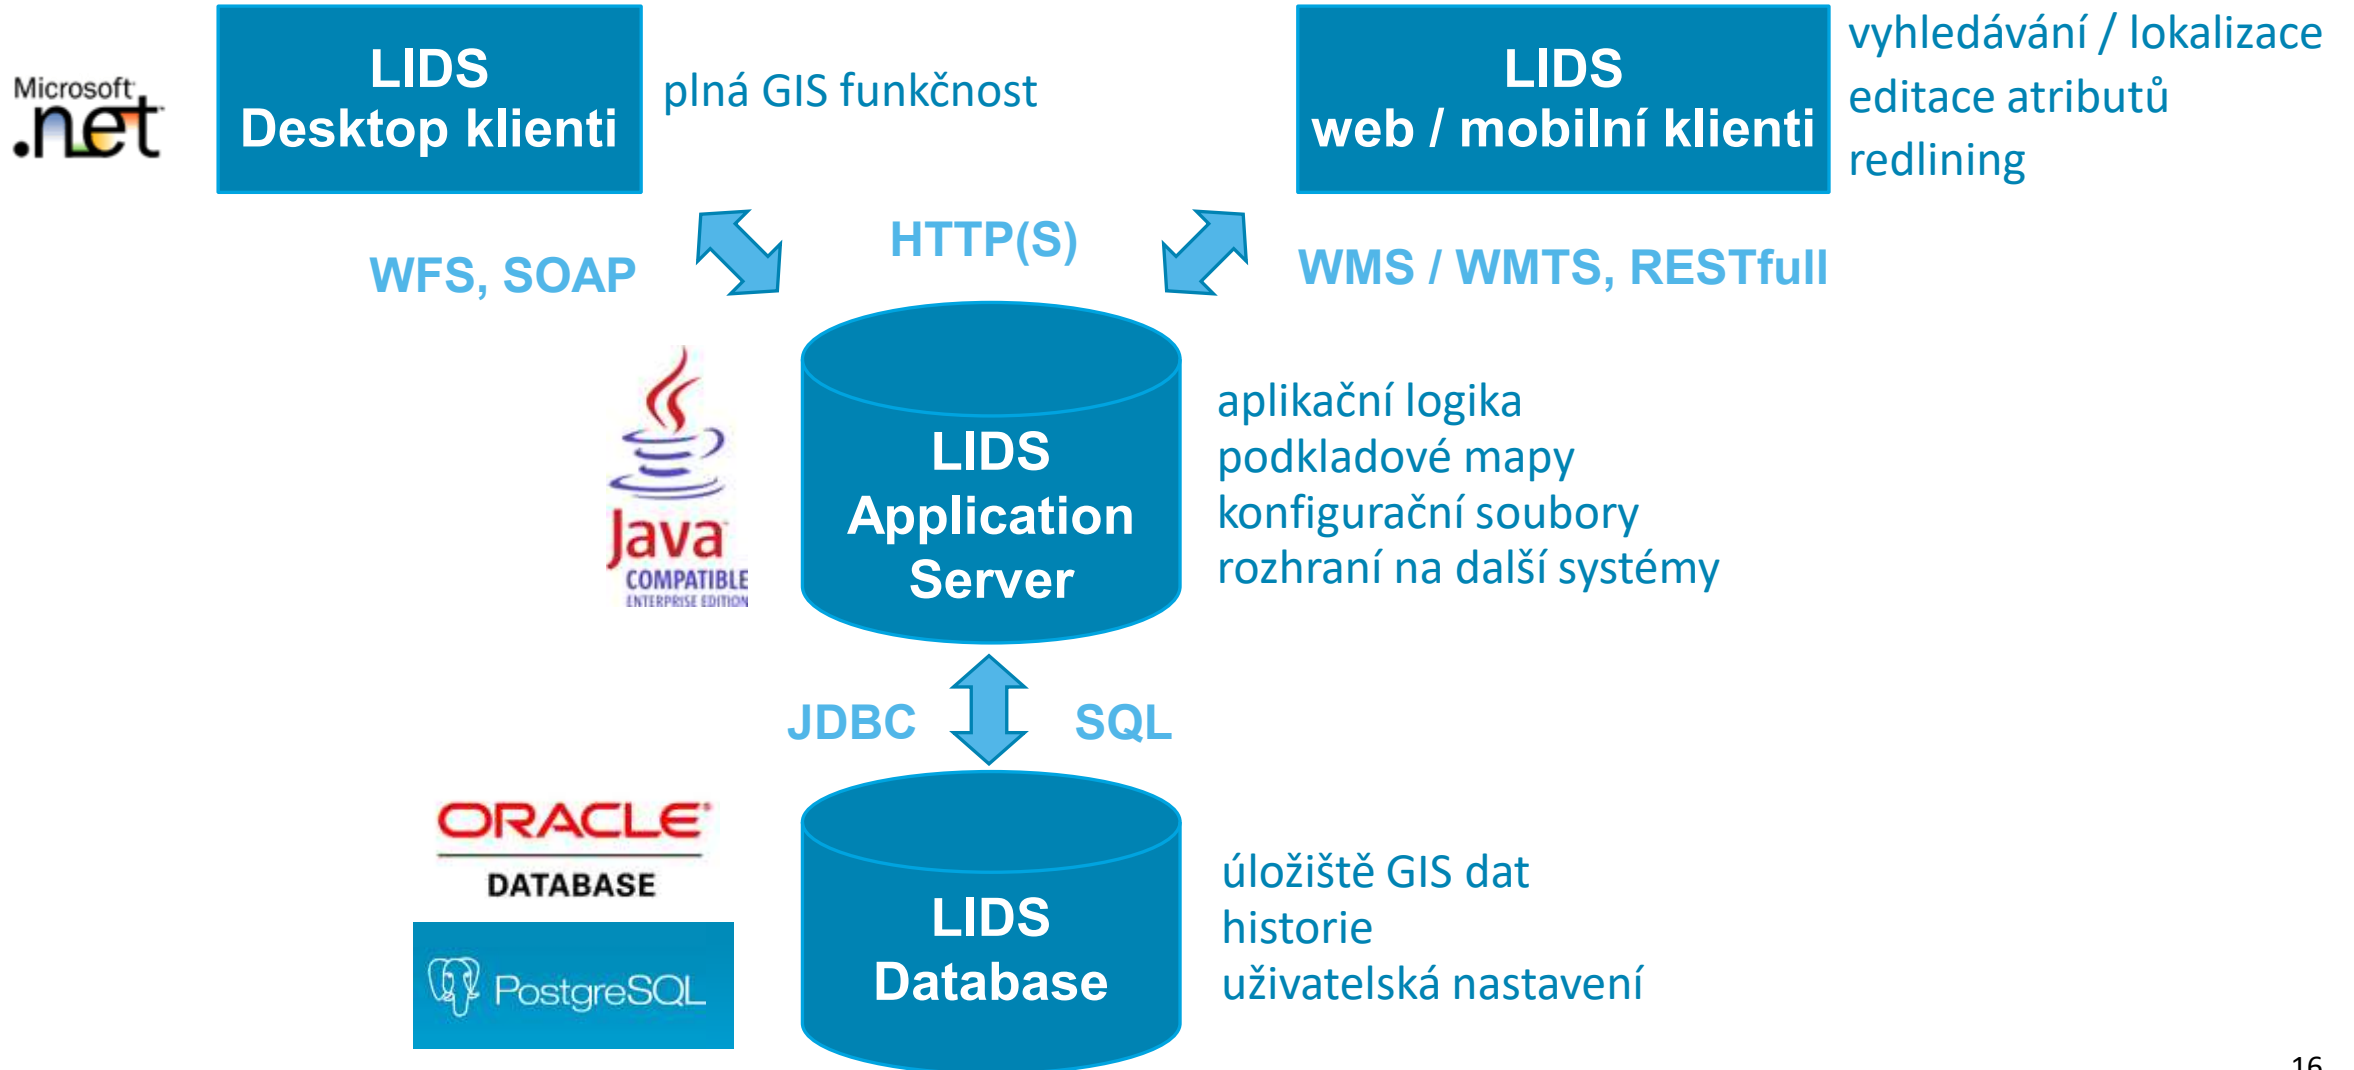 Microsoft
.net
LIDS
Desktop klienti
plná GIS funkčnost
LIDS
web / mobilní klienti
vyhledávání / lokalizace
editace atributů
redlining
WFS, SOAP
HTTP(S)
WMS / WMTS, RESTfull
Java
COMPATIBLE
ENTERPRISE EDITION
LIDS
Application
Server
aplikační logika
podkladové mapy
konfigurační soubory
rozhraní na další systémy
JDBC
SQL
ORACLE
DATABASE
PostgreSQL
LIDS
Database
úložiště GIS dat
historie
uživatelská nastavení
16